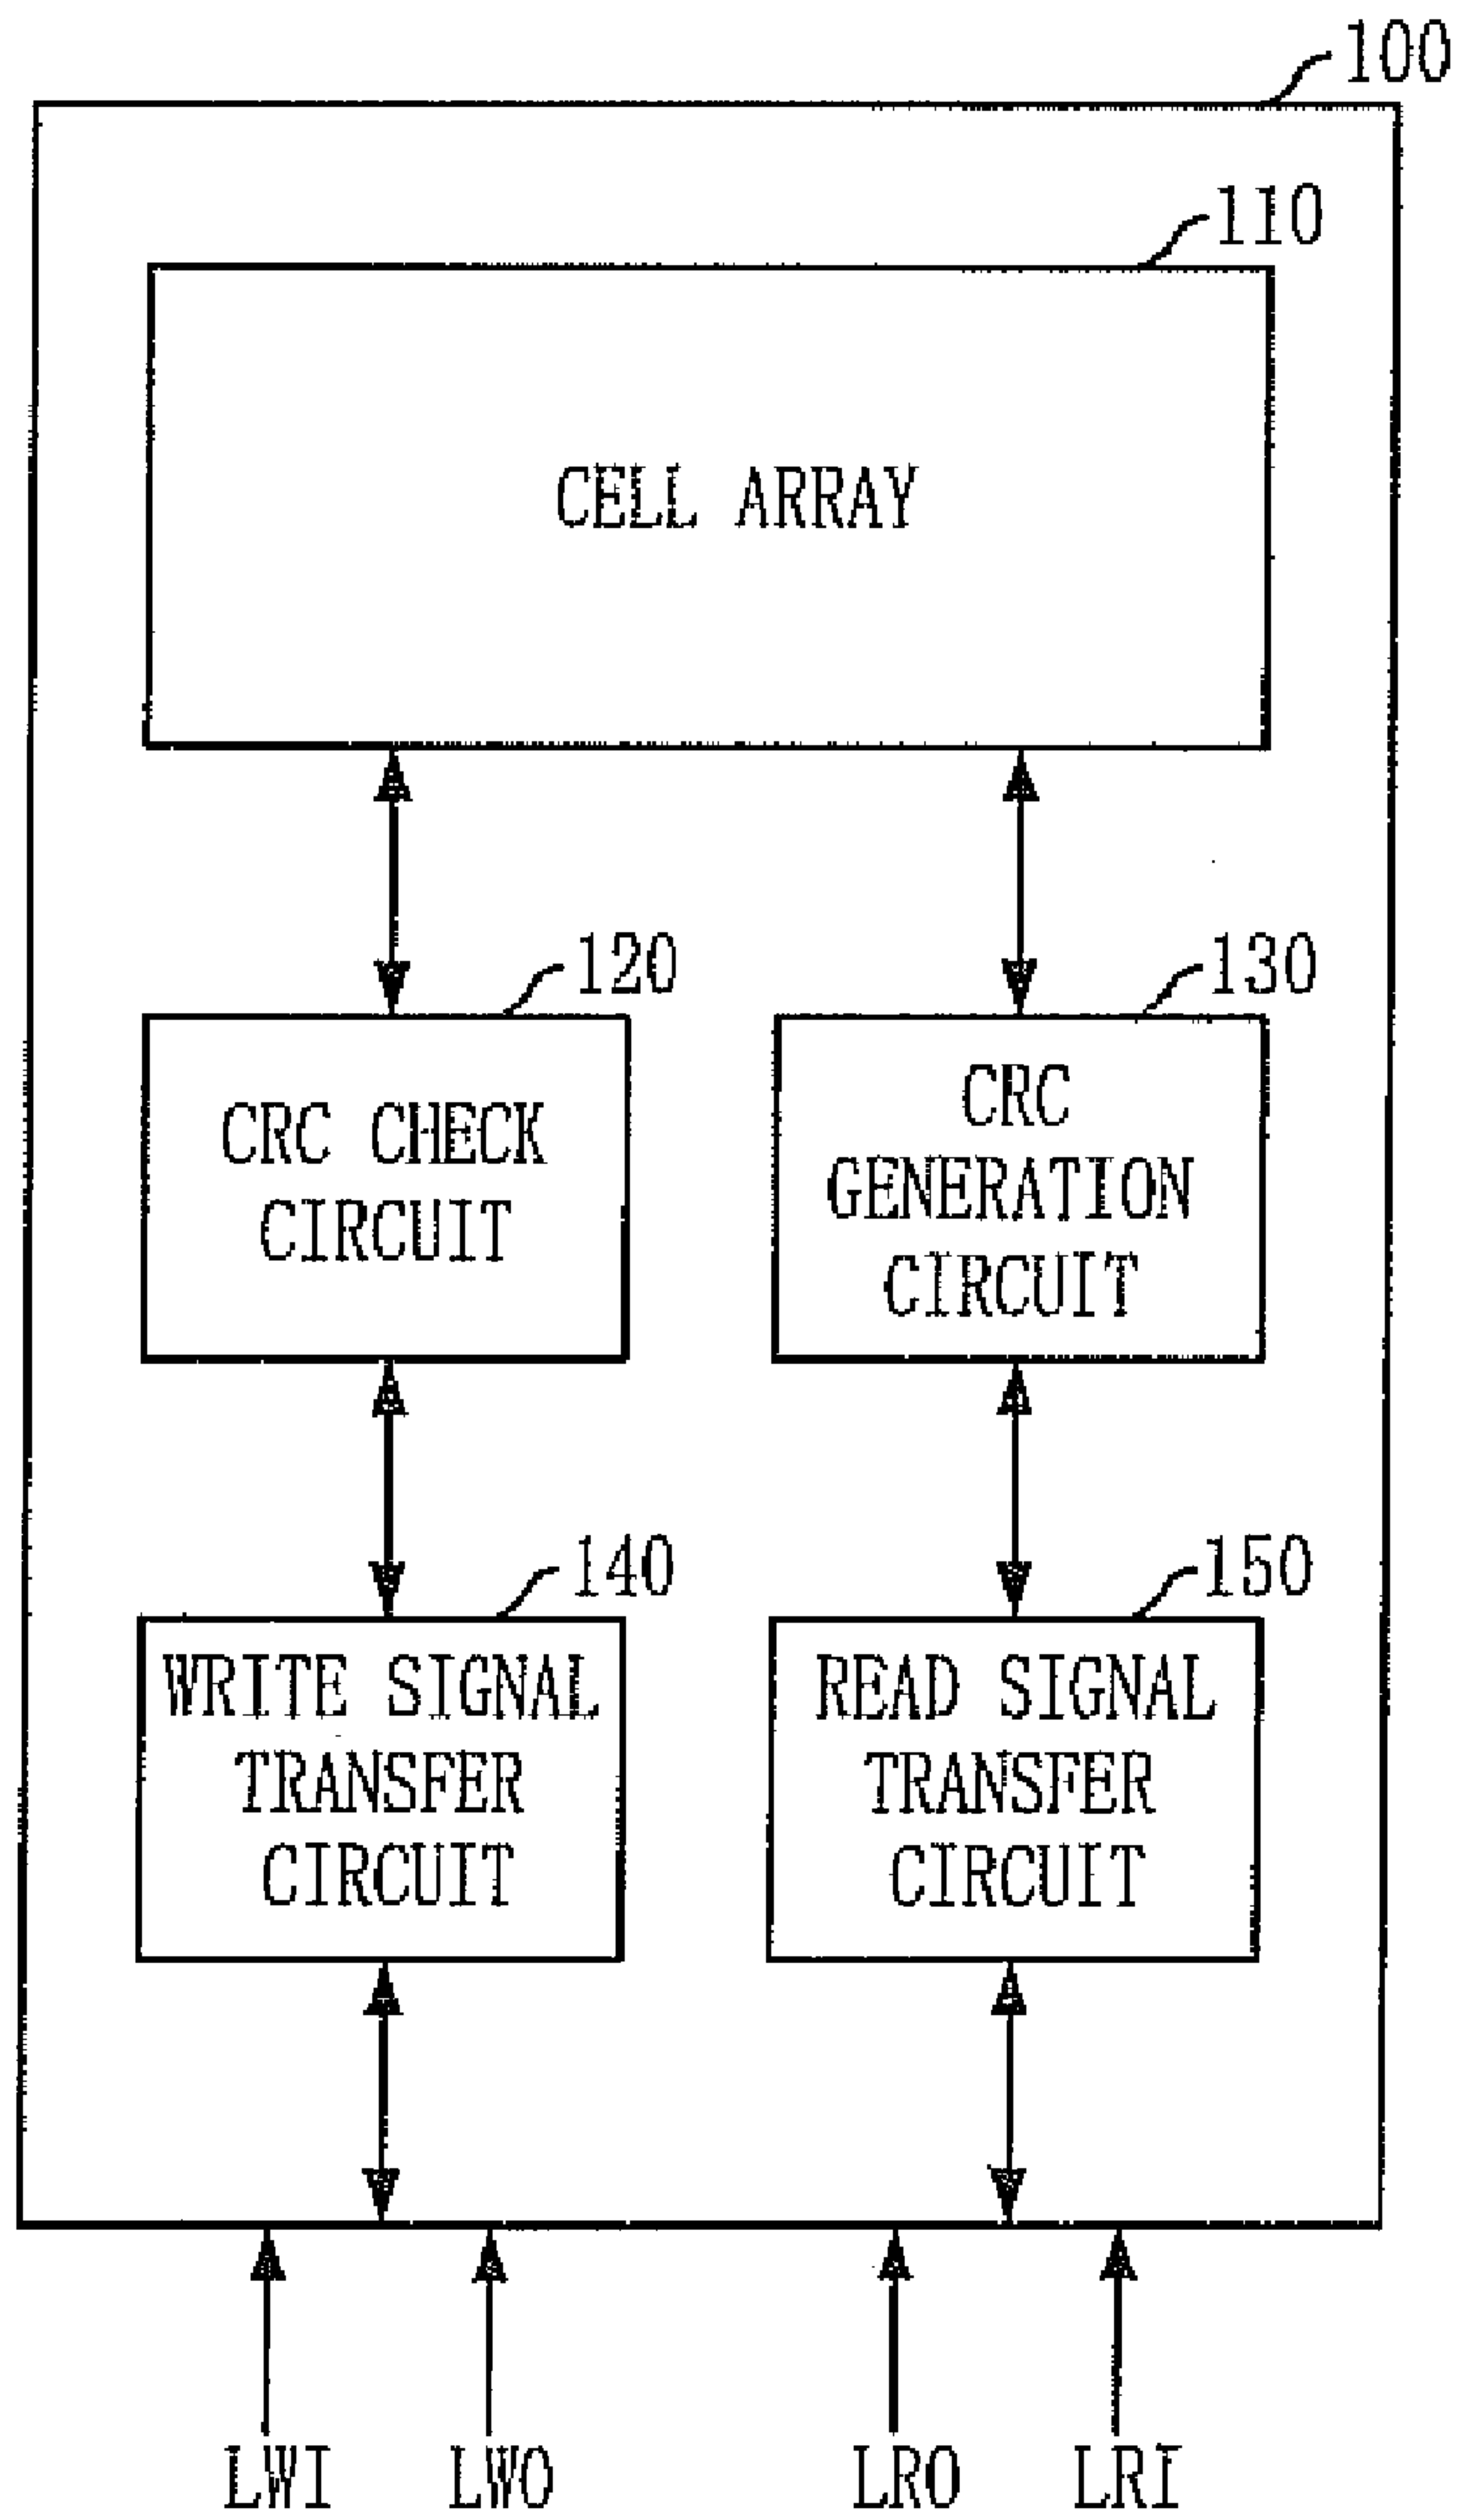 100
110
CELL ARRAY
120
130
CRC CHECK
CIRCUIT
CRC
GENERATION
CIRCUIT
140
150
WRITE SIGNAL
TRANSFER
CIRCUIT
READ SIGNAL
TRANSFER
CIRCUIT
LWI
LWO
LRO
LRI